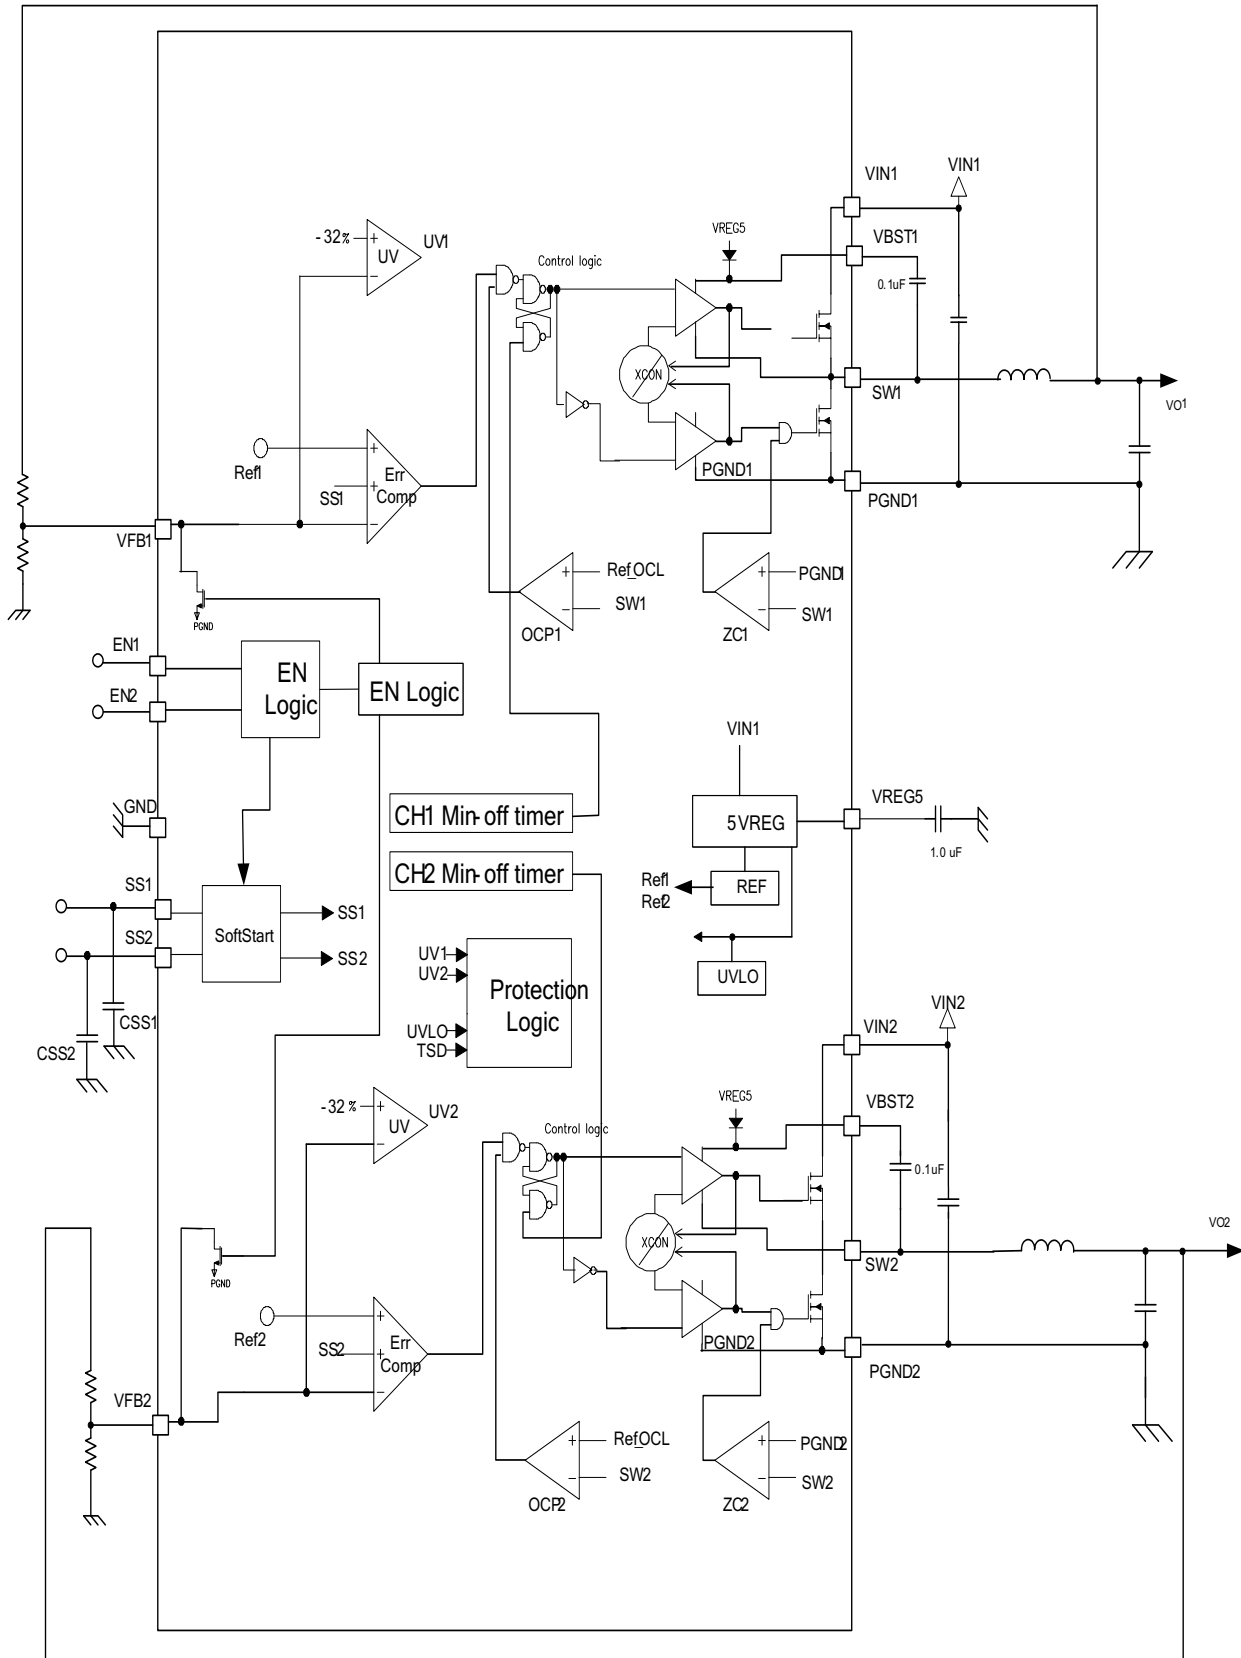 VIN1
VIN1
VREG5
VBST1
-32%
+
UV
UV1
−
Control logic
0.1uF
XCON
SW1
VO1
Ref1
+
Err
Comp
SS1
+
−
PGND1
PGND1
VFB1
PGND
+
Ref_OCL
−
SW1
OCP1
+
PGND1
−
SW1
ZC1
EN1
EN2
EN
Logic
EN Logic
VIN1
GND
CH1 Min-off timer
5VREG
VREG5
1.0 uF
CH2 Min-off timer
Ref1
Ref2
REF
SS1
SS2
SoftStart
SS1
SS2
UV1
UV2
UVLO
TSD
Protection
Logic
UVLO
CSS1
CSS2
VIN2
VIN2
VREG5
VBST2
-32%
+
UV
UV2
−
Control logic
0.1uF
XCON
SW2
VO2
PGND
Ref2
+
Err
Comp
SS2
+
−
PGND2
PGND2
VFB2
+
Ref_OCL
−
SW2
OCP2
+
PGND2
−
SW2
ZC2